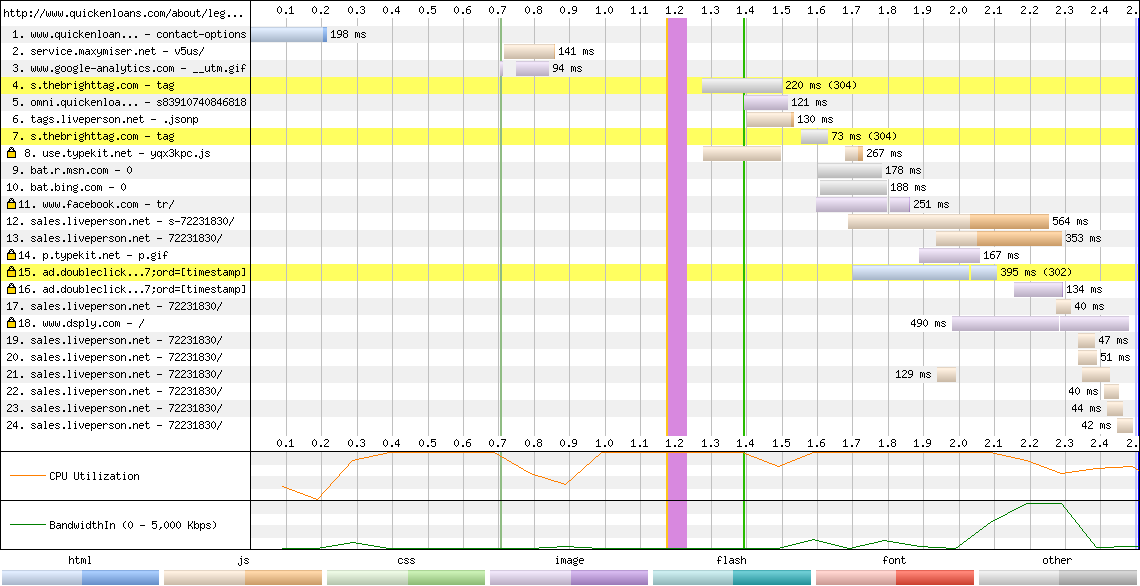 http://www.quickenloans.com/about/leg... 0.1 0.2 0.3 0.4 0.5 0.6 0.7 0.8 0.9 1.0 1.1 1.2 1.3 1.4 1.5 1.6 1.7 1.8 1.9 2.0 2.1 2.2 2.3 2.4 2.
1. www.quickenloan... - contact-options 198 ms
2. service.maxymiser.net - v5us/ 141 ms
3. www.google-analytics.com - __utm.gif 94 ms
4. s.thebrighttag.com - tag 220 ms (304)
5. omni.quickenloa... - s83910740846818 121 ms
6. tags.liveperson.net - .jsonp 130 ms
7. s.thebrighttag.com - tag 73 ms (304)
8. use.typekit.net - yqx3kpc.js 267 ms
9. bat.r.msn.com - 0 178 ms
10. bat.bing.com - 0 188 ms
11. www.facebook.com - tr/ 251 ms
12. sales.liveperson.net - s-72231830/ 564 ms
13. sales.liveperson.net - 72231830/ 353 ms
14. p.typekit.net - p.gif 167 ms
15. ad.doubleclick...7;ord=[timestamp] 395 ms (302)
16. ad.doubleclick...7;ord=[timestamp] 134 ms
17. sales.liveperson.net - 72231830/ 40 ms
18. www.dsply.com - / 490 ms
19. sales.liveperson.net - 72231830/ 47 ms
20. sales.liveperson.net - 72231830/ 51 ms
21. sales.liveperson.net - 72231830/ 129 ms
22. sales.liveperson.net - 72231830/ 40 ms
23. sales.liveperson.net - 72231830/ 44 ms
24. sales.liveperson.net - 72231830/ 42 ms
0.1 0.2 0.3 0.4 0.5 0.6 0.7 0.8 0.9 1.0 1.1 1.2 1.3 1.4 1.5 1.6 1.7 1.8 1.9 2.0 2.1 2.2 2.3 2.4 2.
CPU Utilization
BandwidthIn (0 - 5,000 Kbps)
html js css image flash font other